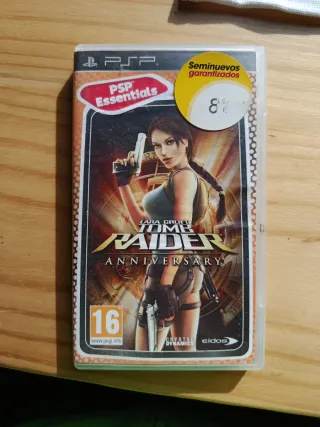 PSP
PSP Essentials
Seminuevos
garantizados
8
LARA CROFT
TOMB
RAIDER
ANNIVERSARY
16
www.pegi.info
CRYSTAL
DYNAMICS
eidos